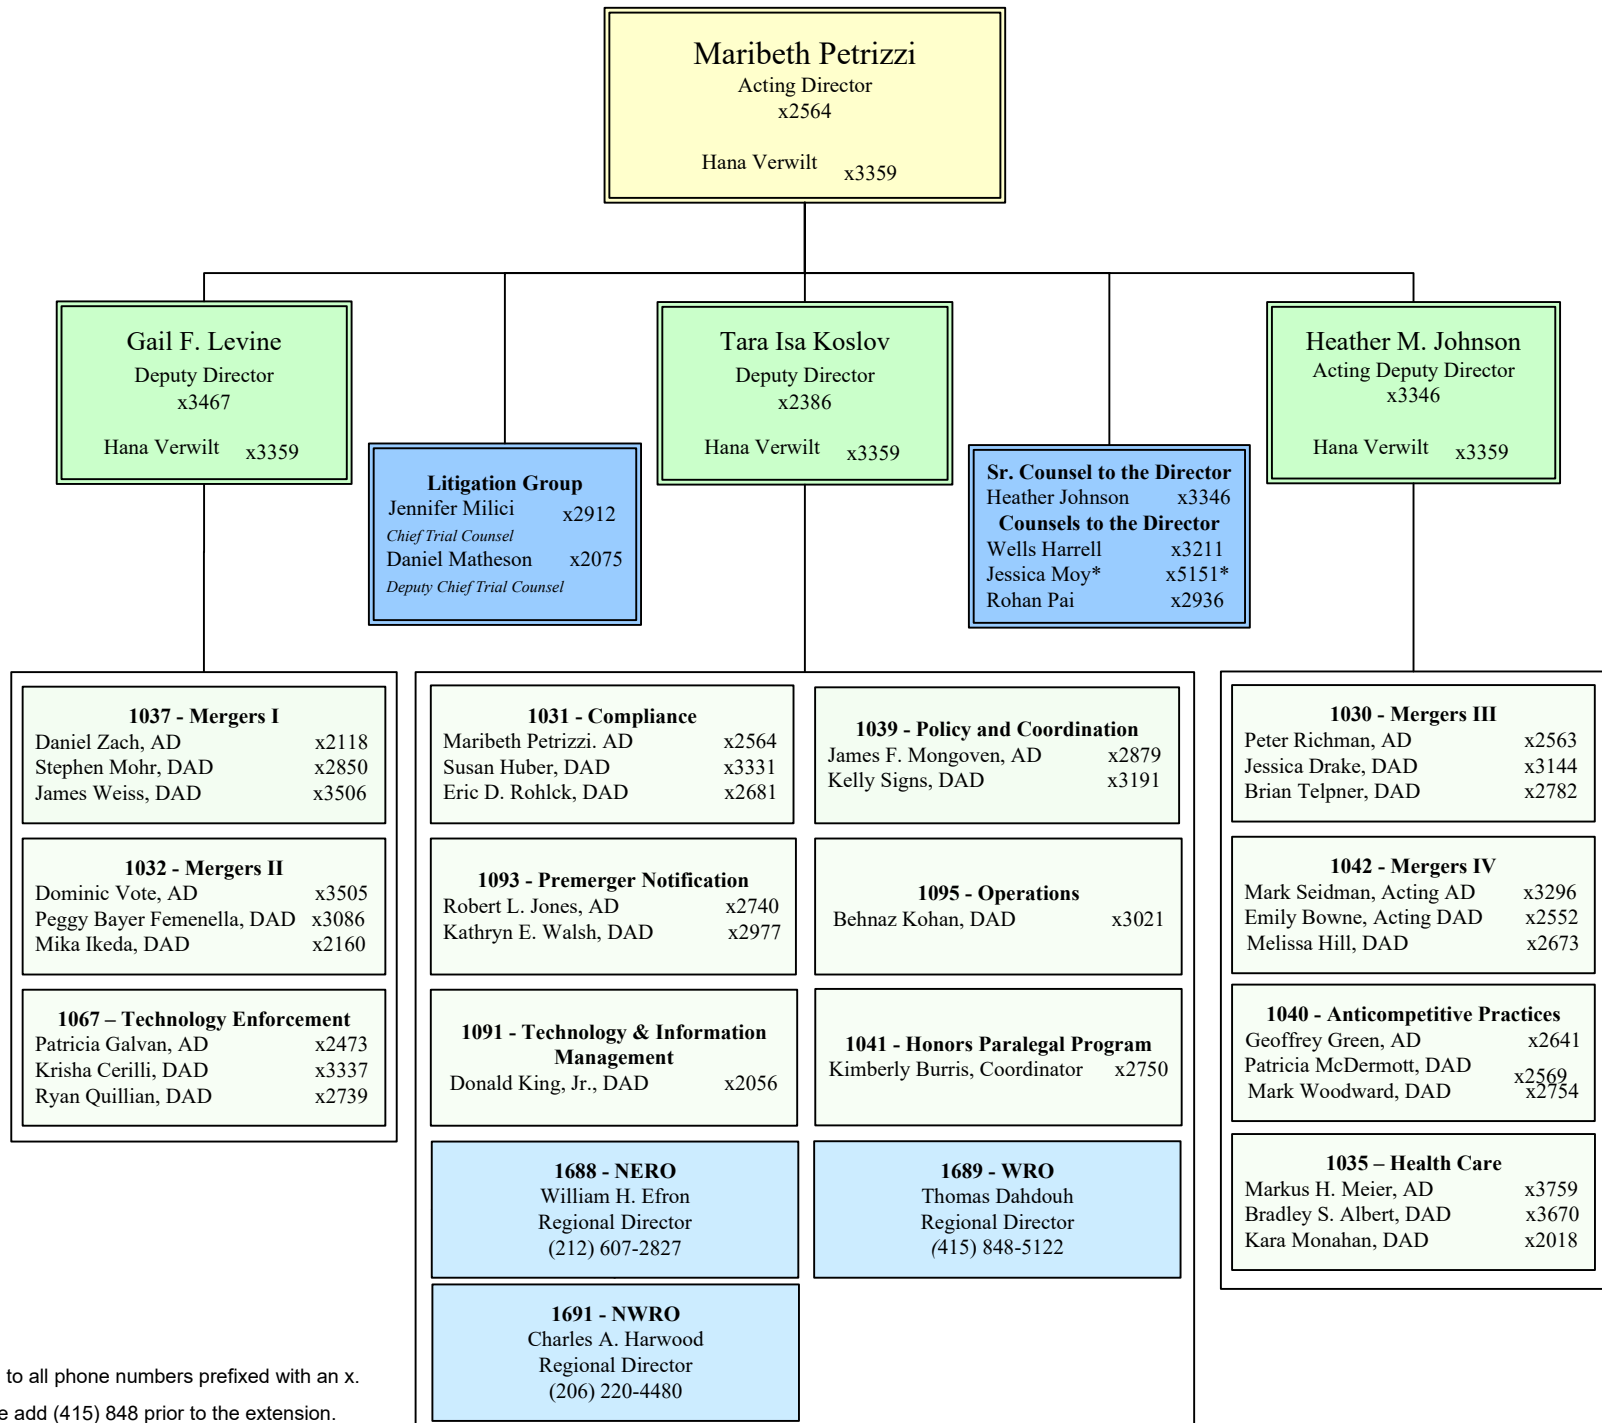 Maribeth Petrizzi
Acting Director
x2564
Hana Verwilt x3359
Gail F. Levine
Deputy Director
x3467
Hana Verwilt x3359
Litigation Group
Jennifer Milici x2912
Chief Trial Counsel
Daniel Matheson x2075
Deputy Chief Trial Counsel
Tara Isa Koslov
Deputy Director
x2386
Hana Verwilt x3359
Sr. Counsel to the Director
Heather Johnson x3346
Counsels to the Director
Wells Harrell x3211
Jessica Moy* x5151*
Rohan Pai x2936
Heather M. Johnson
Acting Deputy Director
x3346
Hana Verwilt x3359
1037 - Mergers I
Daniel Zach, AD x2118
Stephen Mohr, DAD x2850
James Weiss, DAD x3506
1032 - Mergers II
Dominic Vote, AD x3505
Peggy Bayer Femenella, DAD x3086
Mika Ikeda, DAD x2160
1067 – Technology Enforcement
Patricia Galvan, AD x2473
Krisha Cerilli, DAD x3337
Ryan Quillian, DAD x2739
1031 - Compliance
Maribeth Petrizzi. AD x2564
Susan Huber, DAD x3331
Eric D. Rohlck, DAD x2681
1039 - Policy and Coordination
James F. Mongoven, AD x2879
Kelly Signs, DAD x3191
1093 - Premerger Notification
Robert L. Jones, AD x2740
Kathryn E. Walsh, DAD x2977
1095 - Operations
Behnaz Kohan, DAD x3021
1091 - Technology & Information
Management
Donald King, Jr., DAD x2056
1041 - Honors Paralegal Program
Kimberly Burris, Coordinator x2750
1688 - NERO
William H. Efron
Regional Director
(212) 607-2827
1689 - WRO
Thomas Dahdouh
Regional Director
(415) 848-5122
1691 - NWRO
Charles A. Harwood
Regional Director
(206) 220-4480
1030 - Mergers III
Peter Richman, AD x2563
Jessica Drake, DAD x3144
Brian Telpner, DAD x2782
1042 - Mergers IV
Mark Seidman, Acting AD x3296
Emily Bowne, Acting DAD x2552
Melissa Hill, DAD x2673
1040 - Anticompetitive Practices
Geoffrey Green, AD x2641
Patricia McDermott, DAD x2569
Mark Woodward, DAD x2754
1035 – Health Care
Markus H. Meier, AD x3759
Bradley S. Albert, DAD x3670
Kara Monahan, DAD x2018
to all phone numbers prefixed with an x.
add (415) 848 prior to the extension.